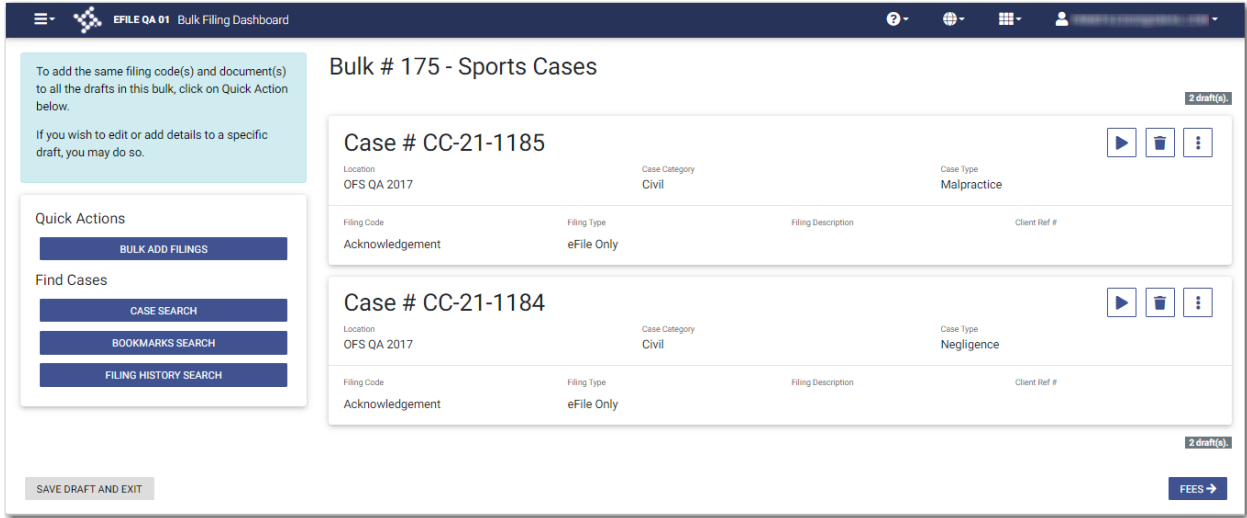 EFILE QA 01 Bulk Filing Dashboard
To add the same filing code(s) and document(s)
to all the drafts in this bulk, click on Quick Action
below.
If you wish to edit or add details to a specific
draft, you may do so.
Quick Actions
BULK ADD FILINGS
Find Cases
CASE SEARCH
BOOKMARKS SEARCH
FILING HISTORY SEARCH
Bulk # 175 - Sports Cases
2 draft(s).
Case # CC-21-1185
Location Case Category Case Type
OFS QA 2017 Civil Malpractice
Filing Code Filing Type Filing Description Client Ref #
Acknowledgement eFile Only
Case # CC-21-1184
Location Case Category Case Type
OFS QA 2017 Civil Negligence
Filing Code Filing Type Filing Description Client Ref #
Acknowledgement eFile Only
2 draft(s).
SAVE DRAFT AND EXIT
FEES